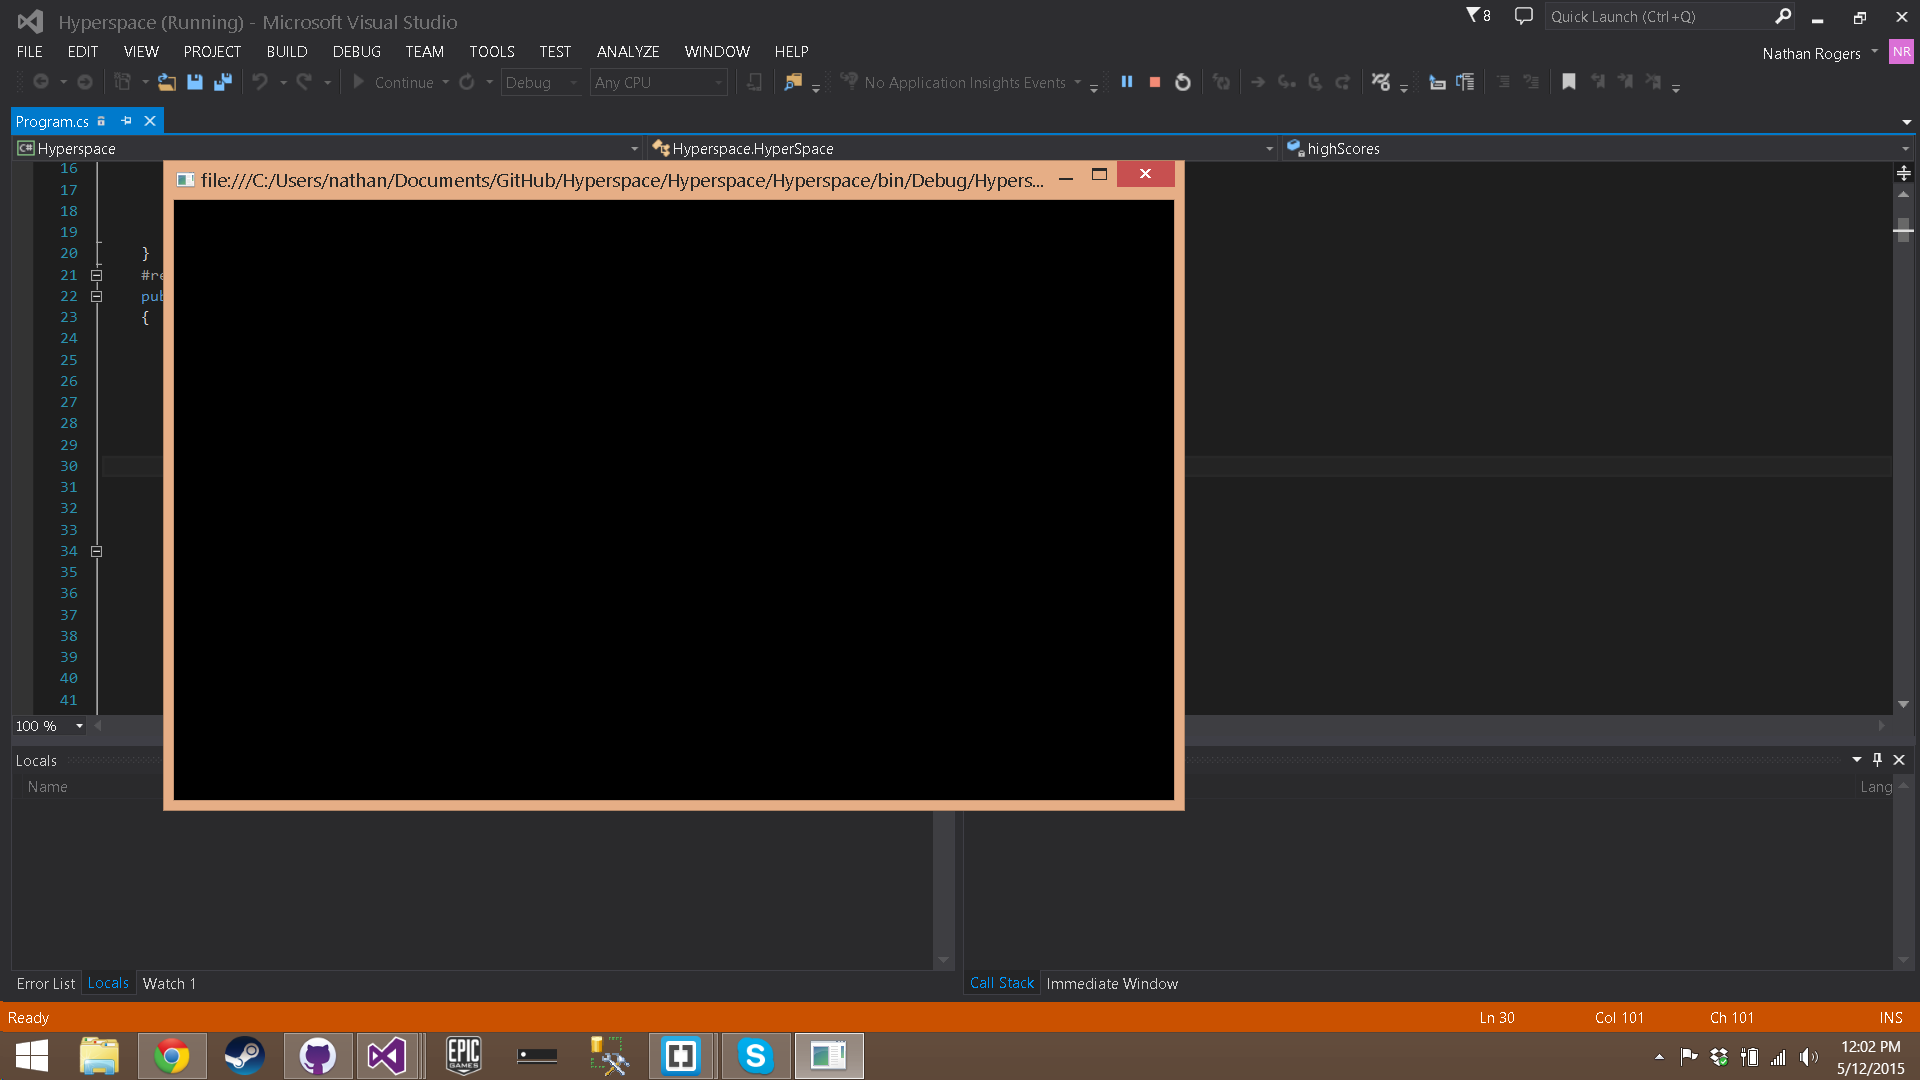 Hyperspace (Running) - Microsoft Visual Studio
8
Quick Launch (Ctrl+Q)
FILE EDIT VIEW PROJECT BUILD DEBUG TEAM TOOLS TEST ANALYZE WINDOW HELP
Nathan Rogers NR
Continue Debug Any CPU No Application Insights Events
Program.cs
C# Hyperspace Hyperspace.HyperSpace highScores
file:///C:/Users/nathan/Documents/GitHub/Hyperspace/Hyperspace/Hyperspace/bin/Debug/Hypers...
16
17
18
19
20 }
21 #re
22 pub
23 {
24
25
26
27
28
29
30
31
32
33
34
35
36
37
38
39
40
41
100 %
Locals
Name
Lang
Error List Locals Watch 1
Call Stack Immediate Window
Ready Ln 30 Col 101 Ch 101 INS
EPIC GAMES
12:02 PM
5/12/2015